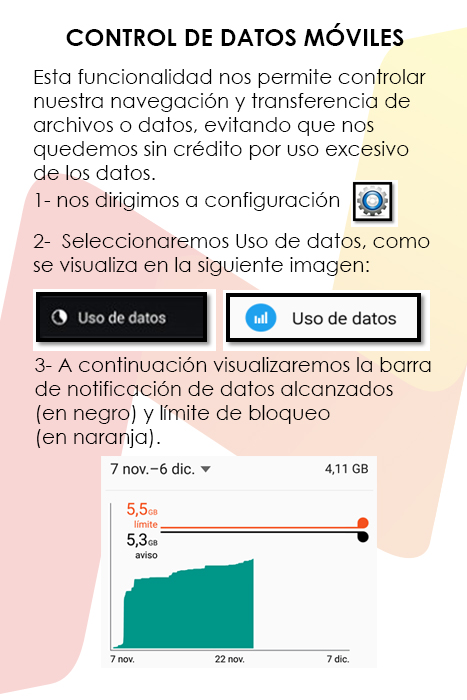 CONTROL DE DATOS MÓVILES
Esta funcionalidad nos permite controlar
nuestra navegación y transferencia de
archivos o datos, evitando que nos
quedemos sin crédito por uso excesivo
de los datos.
1- nos dirigimos a configuración
2- Seleccionaremos Uso de datos, como
se visualiza en la siguiente imagen:
Uso de datos
Uso de datos
3- A continuación visualizaremos la barra
de notificación de datos alcanzados
(en negro) y límite de bloqueo
(en naranja).
7 nov.–6 dic.
4,11 GB
5,5GB
límite
5,3GB
aviso
7 nov.
22 nov.
7 dic.